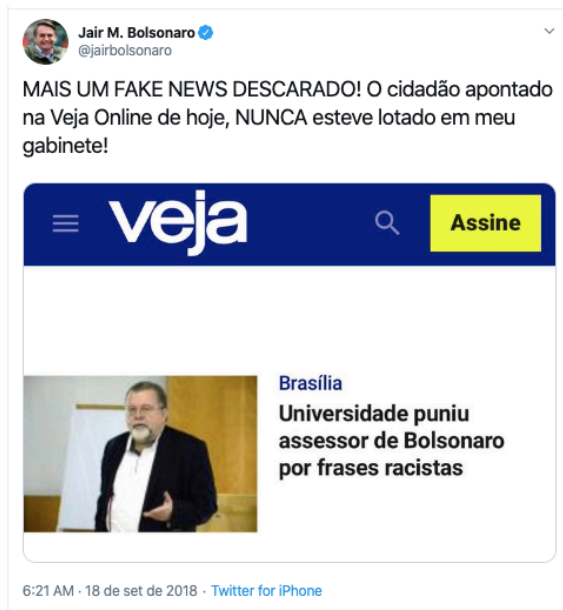 Jair M. Bolsonaro
@jairbolsonaro
MAIS UM FAKE NEWS DESCARADO! O cidadão apontado
na Veja Online de hoje, NUNCA esteve lotado em meu
gabinete!
veja
Assine
Brasília
Universidade puniu
assessor de Bolsonaro
por frases racistas
6:21 AM · 18 de set de 2018 · Twitter for iPhone